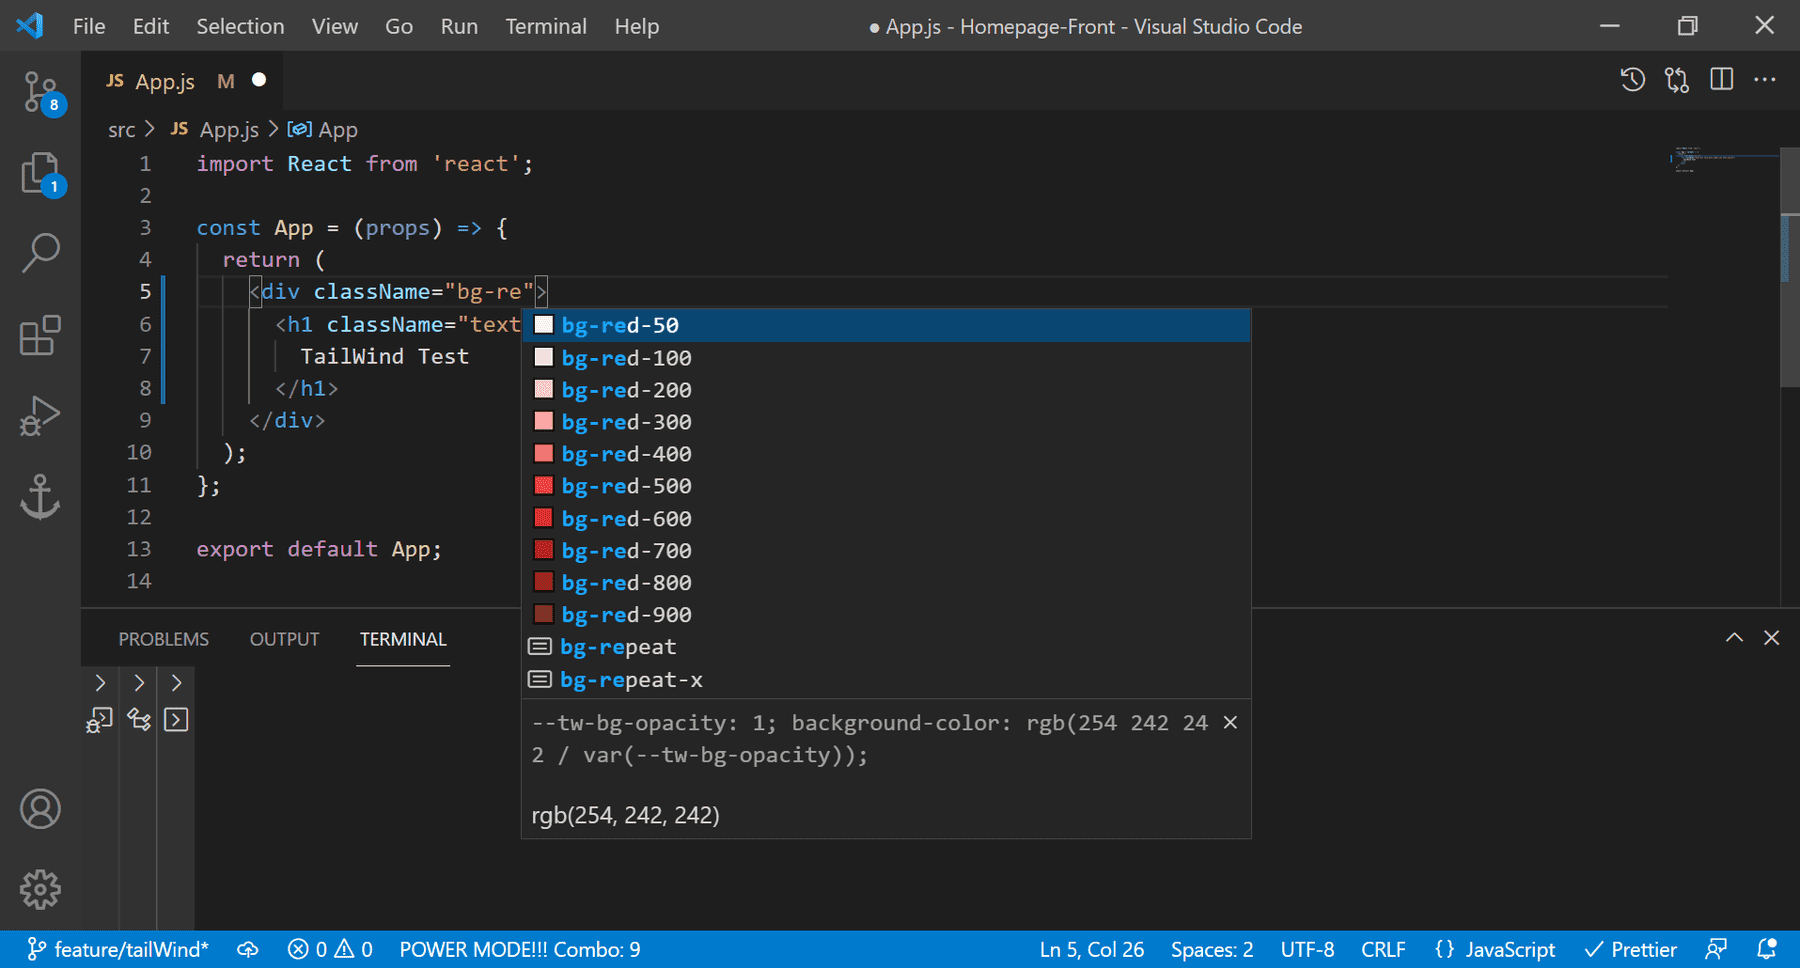 File Edit Selection View Go Run Terminal Help
● App.js - Homepage-Front - Visual Studio Code
8
JS App.js M
1
src > JS App.js > App
1 import React from 'react';
2
3 const App = (props) => {
4 return (
5 <div className="bg-re">
6 <h1 className="text
7 TailWind Test
8 </h1>
9 </div>
10 );
11 };
12
13 export default App;
14
bg-red-50
bg-red-100
bg-red-200
bg-red-300
bg-red-400
bg-red-500
bg-red-600
bg-red-700
bg-red-800
bg-red-900
bg-repeat
bg-repeat-x
--tw-bg-opacity: 1; background-color: rgb(254 242 24
2 / var(--tw-bg-opacity));
rgb(254, 242, 242)
PROBLEMS OUTPUT TERMINAL
feature/tailWind* 0 0 POWER MODE!!! Combo: 9 Ln 5, Col 26 Spaces: 2 UTF-8 CRLF {} JavaScript Prettier